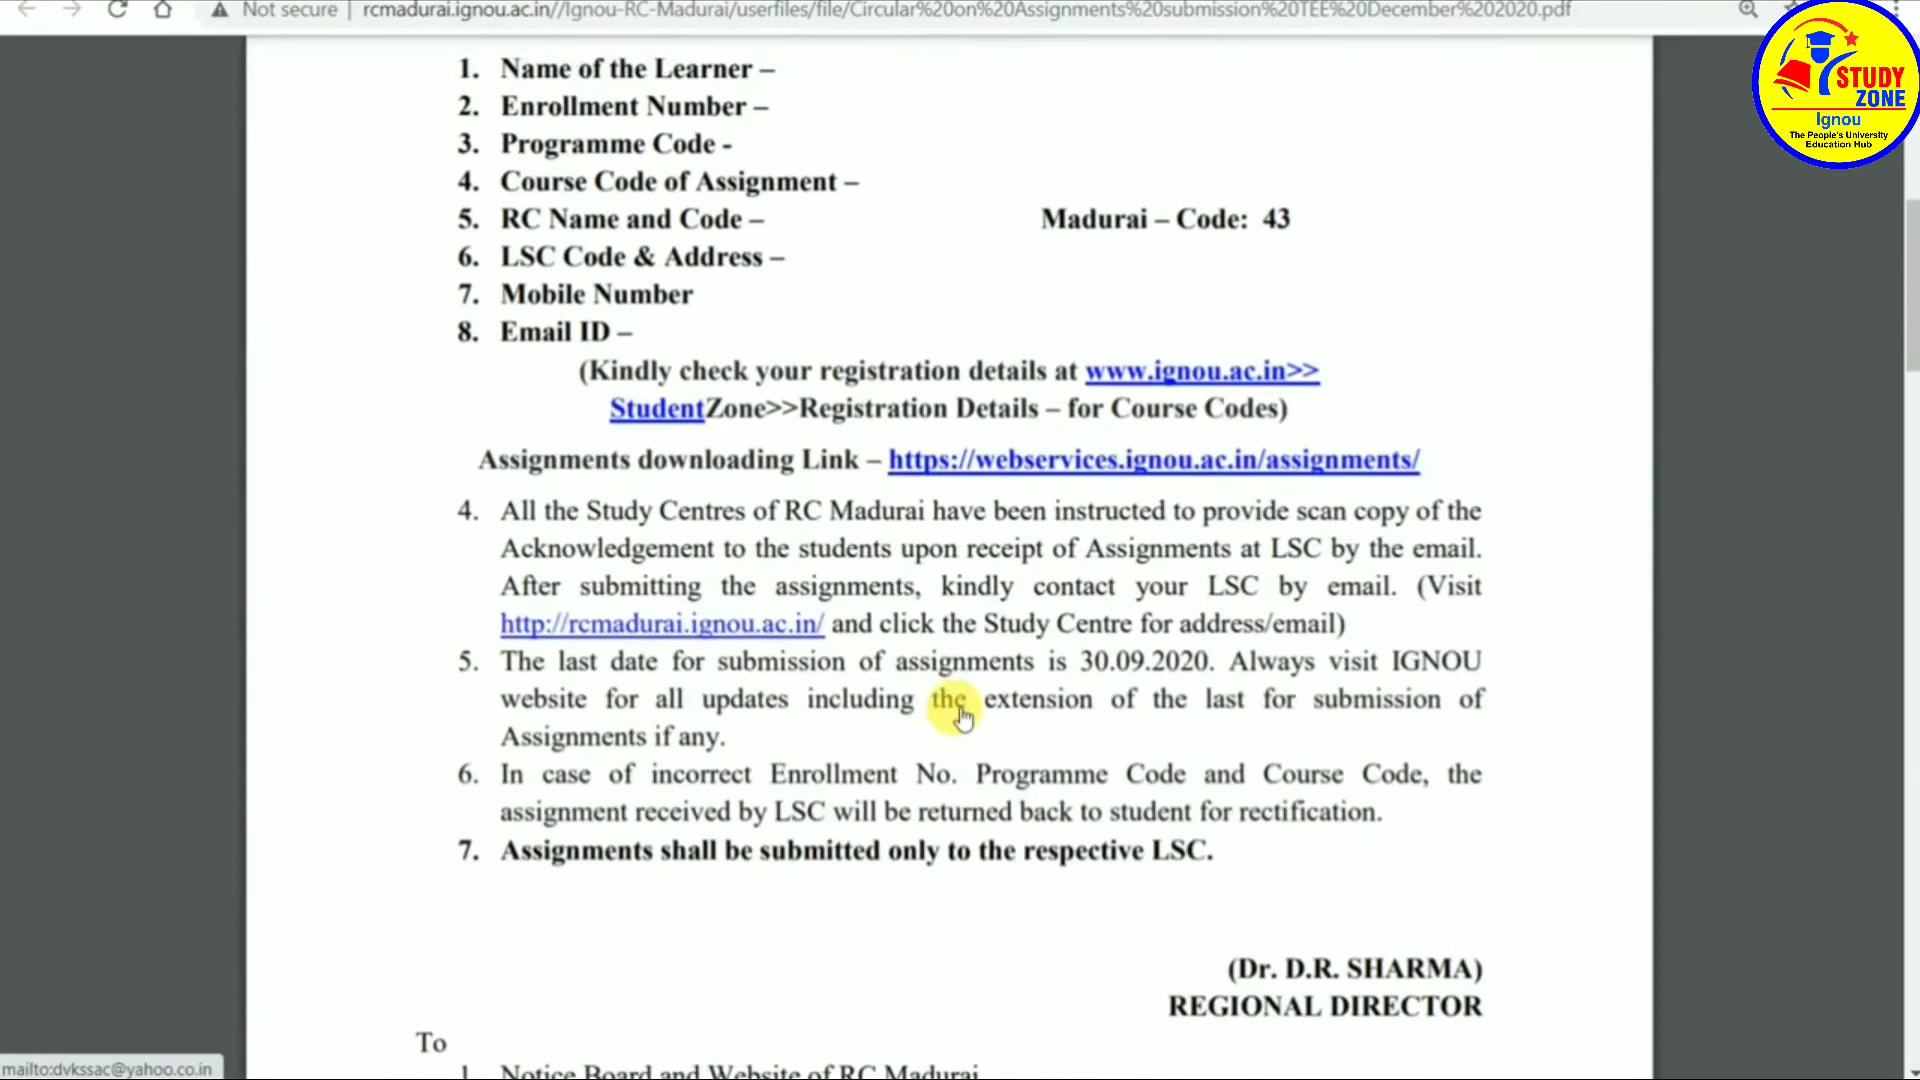 Not secure | rcmadurai.ignou.ac.in//Ignou-RC-Madurai/userfiles/file/Circular%20on%20Assignments%20submission%20TEE%20December%202020.pdf
STUDY
ZONE
Ignou
The People's University
Education Hub
1. Name of the Learner –
2. Enrollment Number –
3. Programme Code -
4. Course Code of Assignment –
5. RC Name and Code – Madurai – Code: 43
6. LSC Code & Address –
7. Mobile Number
8. Email ID –
(Kindly check your registration details at www.ignou.ac.in>>
StudentZone>>Registration Details – for Course Codes)
Assignments downloading Link – https://webservices.ignou.ac.in/assignments/
4. All the Study Centres of RC Madurai have been instructed to provide scan copy of the
Acknowledgement to the students upon receipt of Assignments at LSC by the email.
After submitting the assignments, kindly contact your LSC by email. (Visit
http://rcmadurai.ignou.ac.in/ and click the Study Centre for address/email)
5. The last date for submission of assignments is 30.09.2020. Always visit IGNOU
website for all updates including the extension of the last for submission of
Assignments if any.
6. In case of incorrect Enrollment No. Programme Code and Course Code, the
assignment received by LSC will be returned back to student for rectification.
7. Assignments shall be submitted only to the respective LSC.
(Dr. D.R. SHARMA)
REGIONAL DIRECTOR
To
1. Notice Board and Website of RC Madurai
mailto:dvkssac@yahoo.co.in